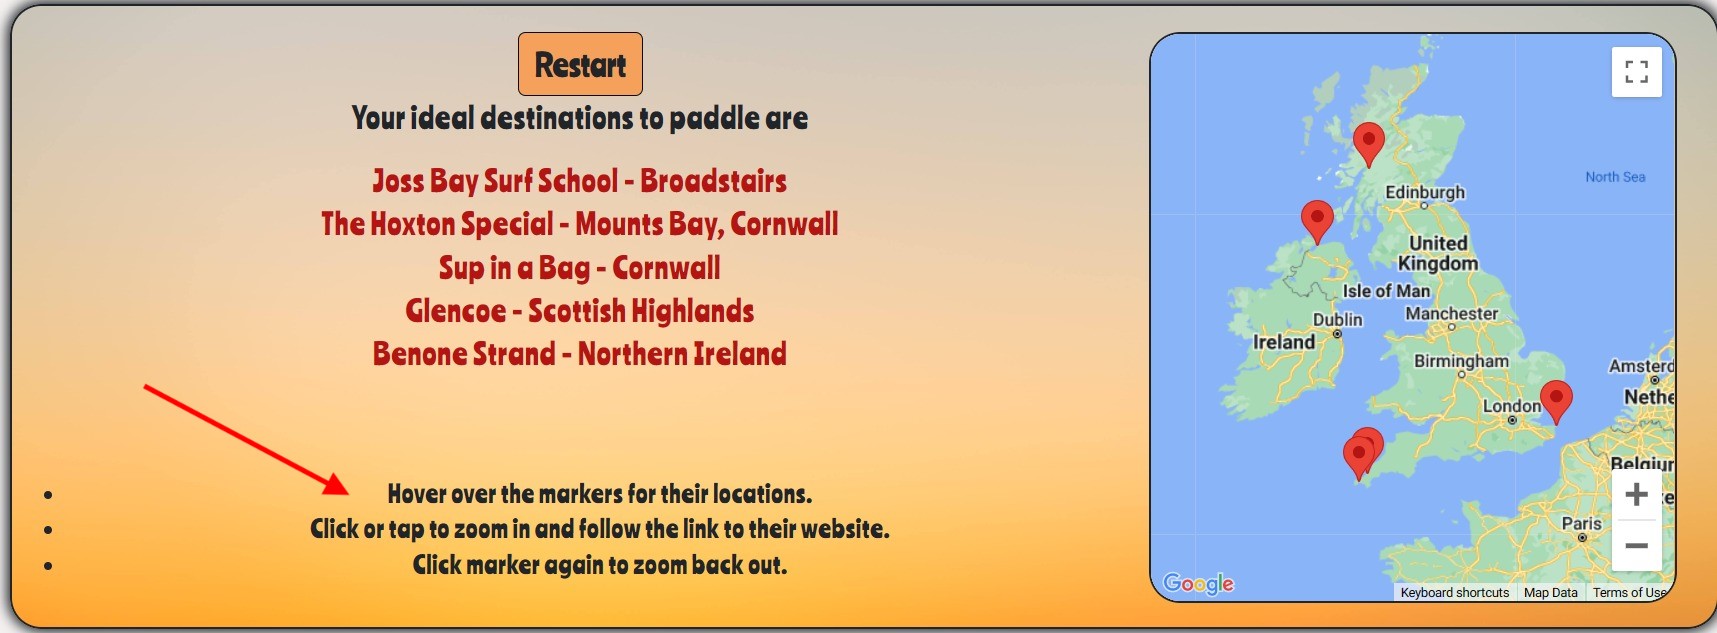 Restart
Your ideal destinations to paddle are
Joss Bay Surf School - Broadstairs
The Hoxton Special - Mounts Bay, Cornwall
Sup in a Bag - Cornwall
Glencoe - Scottish Highlands
Benone Strand - Northern Ireland
Hover over the markers for their locations.
Click or tap to zoom in and follow the link to their website.
Click marker again to zoom back out.
North Sea
Edinburgh
United
Kingdom
Isle of Man
Dublin
Manchester
Ireland
Birmingham
Amsterd
Nethe
London
Belgiur
Paris
Google
Keyboard shortcuts
Map Data
Terms of Use